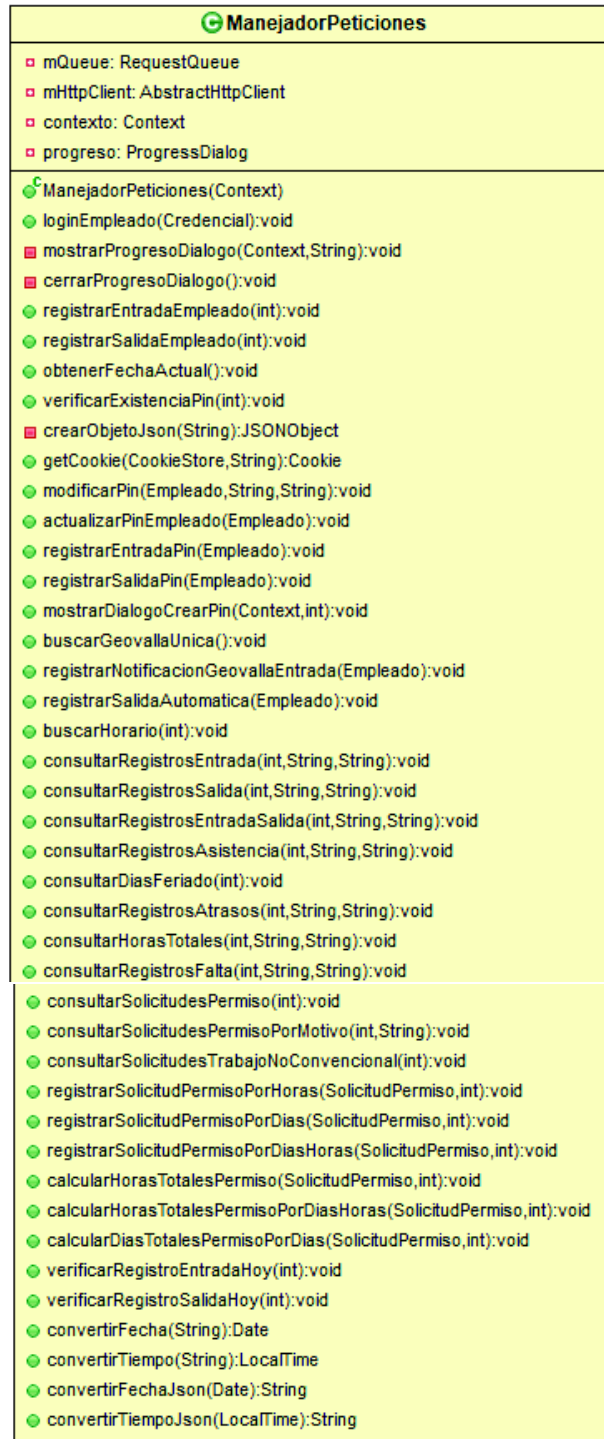 ManejadorPeticiones
mQueue: RequestQueue
mHttpClient: AbstractHttpClient
contexto: Context
progreso: ProgressDialog
ManejadorPeticiones(Context)
loginEmpleado(Credencial):void
mostrarProgresoDialogo(Context,String):void
cerrarProgresoDialogo():void
registrarEntradaEmpleado(int):void
registrarSalidaEmpleado(int):void
obtenerFechaActual():void
verificarExistenciaPin(int):void
crearObjetoJson(String):JSONObject
getCookie(CookieStore,String):Cookie
modificarPin(Empleado,String,String):void
actualizarPinEmpleado(Empleado):void
registrarEntradaPin(Empleado):void
registrarSalidaPin(Empleado):void
mostrarDialogoCrearPin(Context,int):void
buscarGeovallaUnica():void
registrarNotificacionGeovallaEntrada(Empleado):void
registrarSalidaAutomatica(Empleado):void
buscarHorario(int):void
consultarRegistrosEntrada(int,String,String):void
consultarRegistrosSalida(int,String,String):void
consultarRegistrosEntradaSalida(int,String,String):void
consultarRegistrosAsistencia(int,String,String):void
consultarDiasFeriado(int):void
consultarRegistrosAtrasos(int,String,String):void
consultarHorasTotales(int,String,String):void
consultarRegistrosFalta(int,String,String):void
consultarSolicitudesPermiso(int):void
consultarSolicitudesPermisoPorMotivo(int,String):void
consultarSolicitudesTrabajoNoConvencional(int):void
registrarSolicitudPermisoPorHoras(SolicitudPermiso,int):void
registrarSolicitudPermisoPorDias(SolicitudPermiso,int):void
registrarSolicitudPermisoPorDiasHoras(SolicitudPermiso,int):void
calcularHorasTotalesPermiso(SolicitudPermiso,int):void
calcularHorasTotalesPermisoPorDiasHoras(SolicitudPermiso,int):void
calcularDiasTotalesPermisoPorDias(SolicitudPermiso,int):void
verificarRegistroEntradaHoy(int):void
verificarRegistroSalidaHoy(int):void
convertirFecha(String):Date
convertirTiempo(String):LocalTime
convertirFechaJson(Date):String
convertirTiempoJson(LocalTime):String